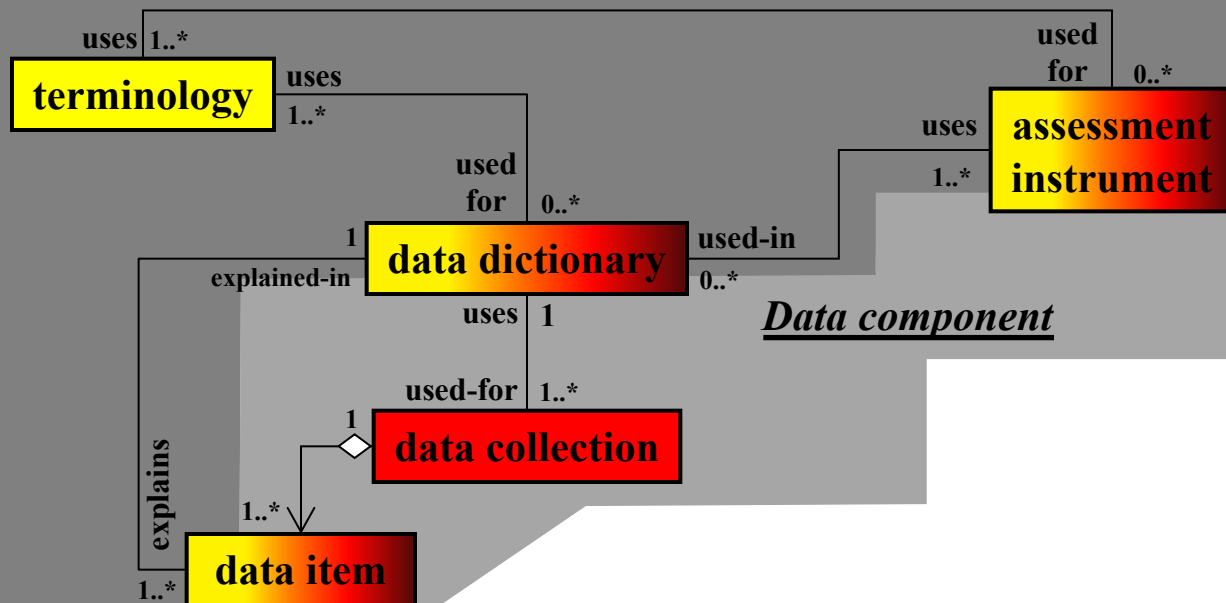 uses 1..*
used
for
0..*
terminology
uses
1..*
assessment
instrument
uses
1..*
used
for
0..*
1
explained-in
data dictionary
used-in
0..*
uses 1
Data component
used-for 1..*
1
data collection
explains
1..*
data item
1..*